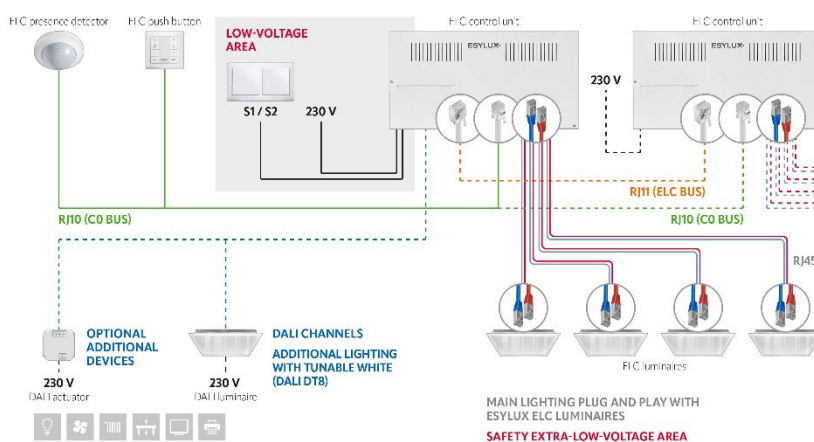 ELC presence detector
ELC push button
LOW-VOLTAGE
AREA
S1 / S2
230 V
ELC control unit
ESYLUX
230 V
ELC control unit
ESYLUX
RJ11 (ELC BUS)
RJ10 (C0 BUS)
RJ10 (C0 BUS)
RJ45
OPTIONAL
ADDITIONAL
DEVICES
230 V
DALI actuator
DALI CHANNELS
ADDITIONAL LIGHTING
WITH TUNABLE WHITE
(DALI DT8)
230 V
DALI luminaire
ELC luminaires
MAIN LIGHTING PLUG AND PLAY WITH
ESYLUX ELC LUMINAIRES
SAFETY EXTRA-LOW-VOLTAGE AREA